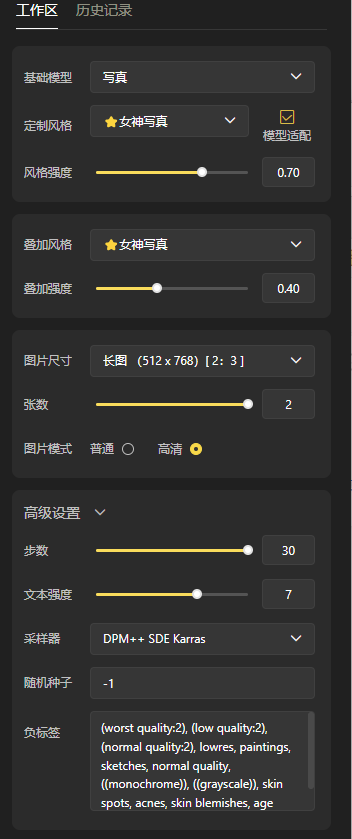 工作区 历史记录
基础模型 写真
定制风格 女神写真
模型适配
风格强度 0.70
叠加风格 女神写真
叠加强度 0.40
图片尺寸 长图 (512 x 768) [ 2: 3 ]
张数 2
图片模式 普通 高清
高级设置
步数 30
文本强度 7
采样器 DPM++ SDE Karras
随机种子 -1
负标签 (worst quality:2), (low quality:2),
(normal quality:2), lowres, paintings,
sketches, normal quality,
((monochrome)), ((grayscale)), skin
spots, acnes, skin blemishes, age